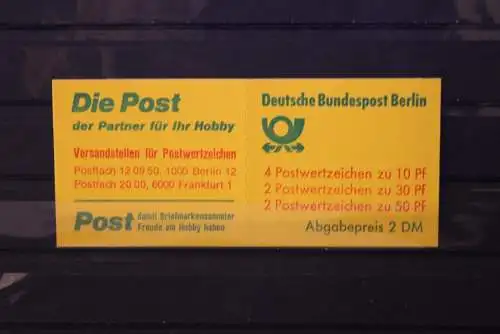 Die Post
der Partner für Ihr Hobby
Versandstellen für Postwertzeichen
Postfach 12 09 50, 1000 Berlin 12
Postfach 20 00, 6000 Frankfurt 1
Post damit Briefmarkensammler
Freude am Hobby haben
Deutsche Bundespost Berlin
4 Postwertzeichen zu 10 Pf
2 Postwertzeichen zu 30 Pf
2 Postwertzeichen zu 50 Pf
Abgabepreis 2 DM